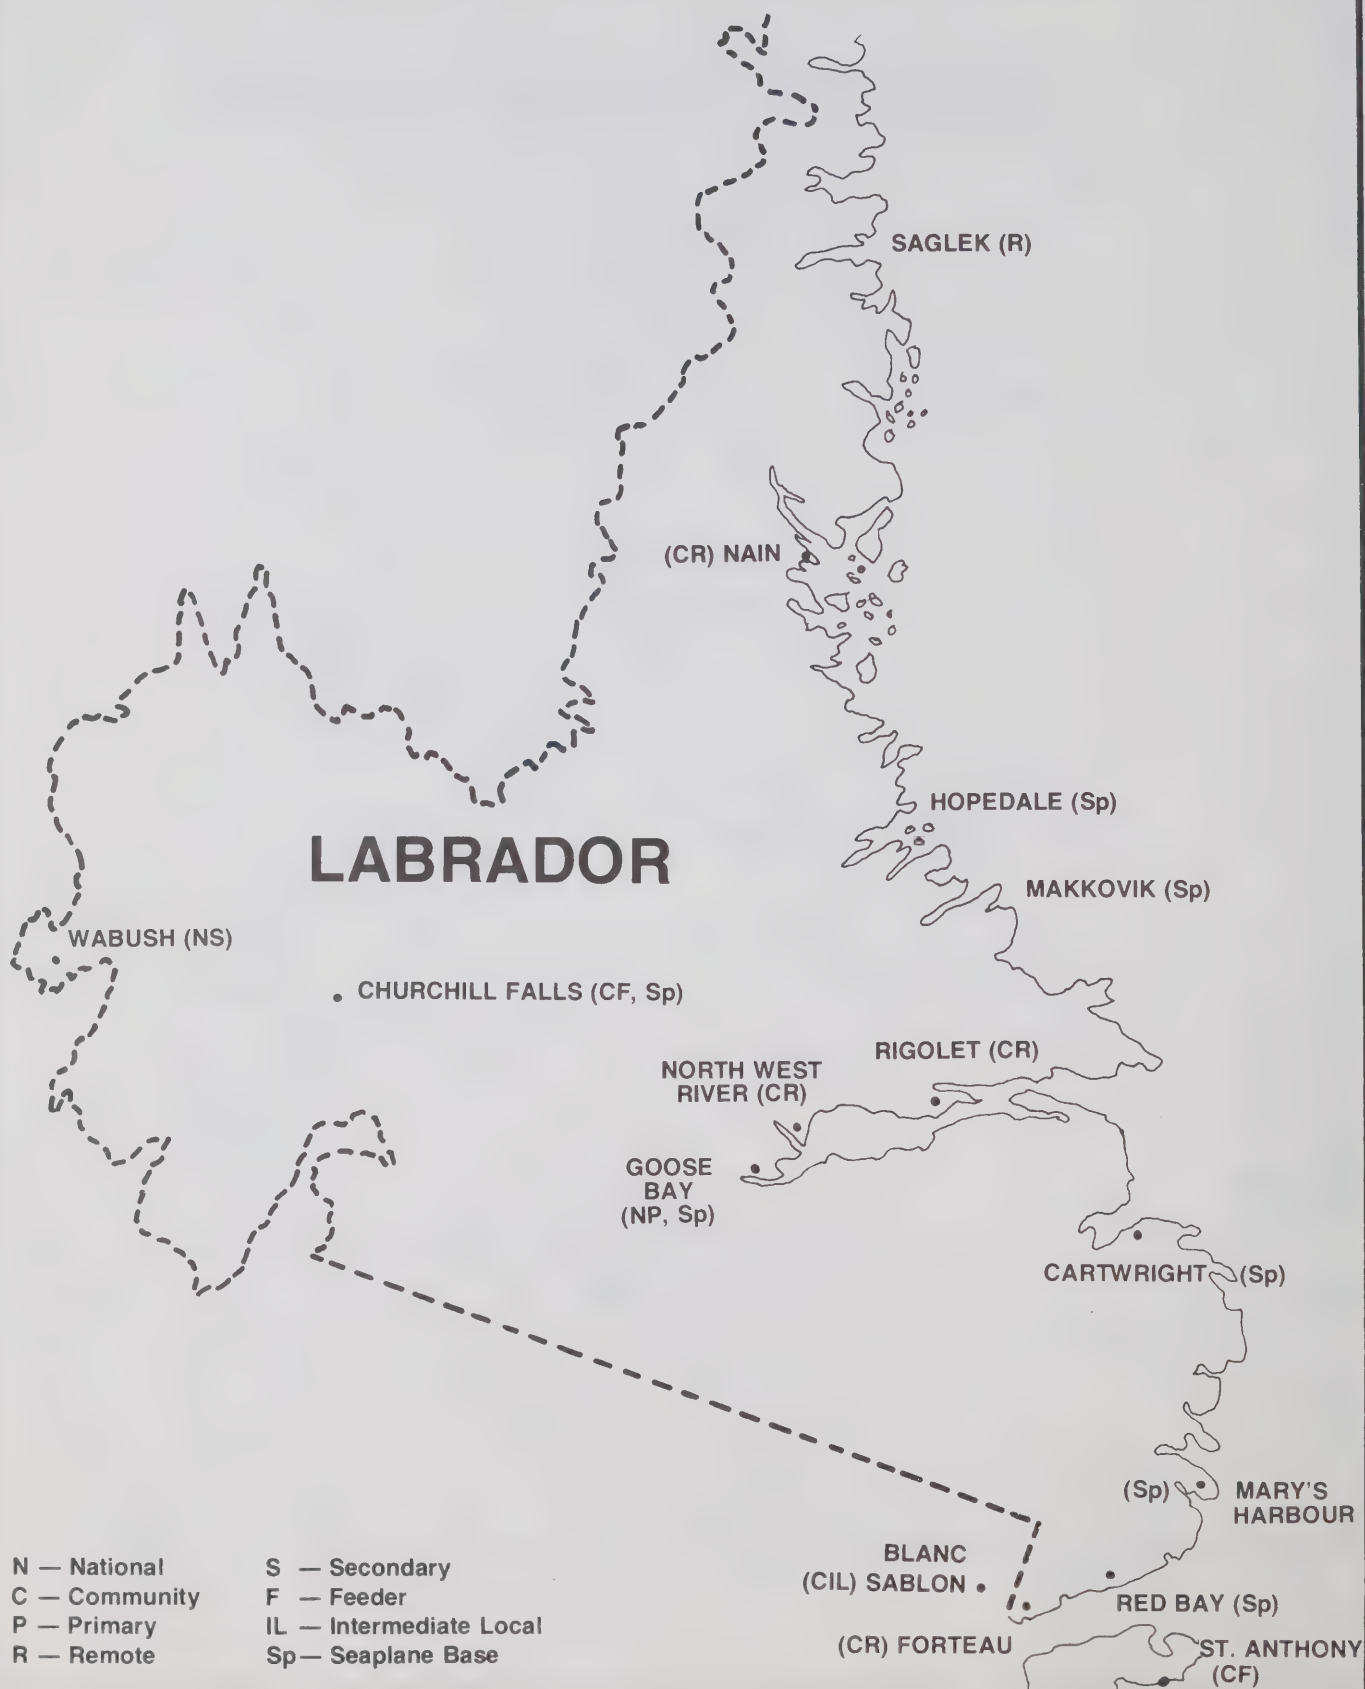 SAGLEK (R)
(CR) NAIN
HOPEDALE (Sp)
LABRADOR
MAKKOVIK (Sp)
WABUSH (NS)
CHURCHILL FALLS (CF, Sp)
RIGOLET (CR)
NORTH WEST
RIVER (CR)
GOOSE
BAY
(NP, Sp)
CARTWRIGHT (Sp)
(Sp) MARY'S
HARBOUR
BLANC
(CIL) SABLON
RED BAY (Sp)
(CR) FORTEAU
ST. ANTHONY
(CF)
N — National
C — Community
P — Primary
R — Remote
S — Secondary
F — Feeder
IL — Intermediate Local
Sp — Seaplane Base